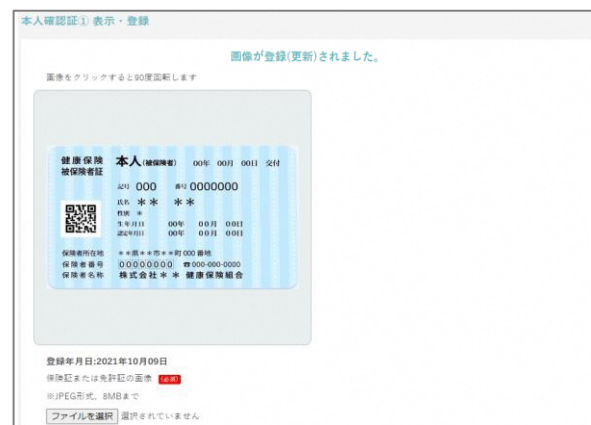 本人確認証① 表示・登録
画像が登録(更新)されました。
画像をクリックすると90度回転します
健康保険 本人(被保険者) 00年 00月 00日 交付
被保険者証
記号 000 番号 0000000
氏名 ** **
性別 *
生年月日 00年 00月 00日
認定年月日 00年 00月 00日
保険者所在地 **県**市**町000番地
保険者番号 00000000 ☎000-000-0000
保険者名称 株式会社** 健康保険組合
登録年月日:2021年10月09日
保険証または免許証の画像 (必須)
※JPEG形式、8MBまで
ファイルを選択 選択されていません